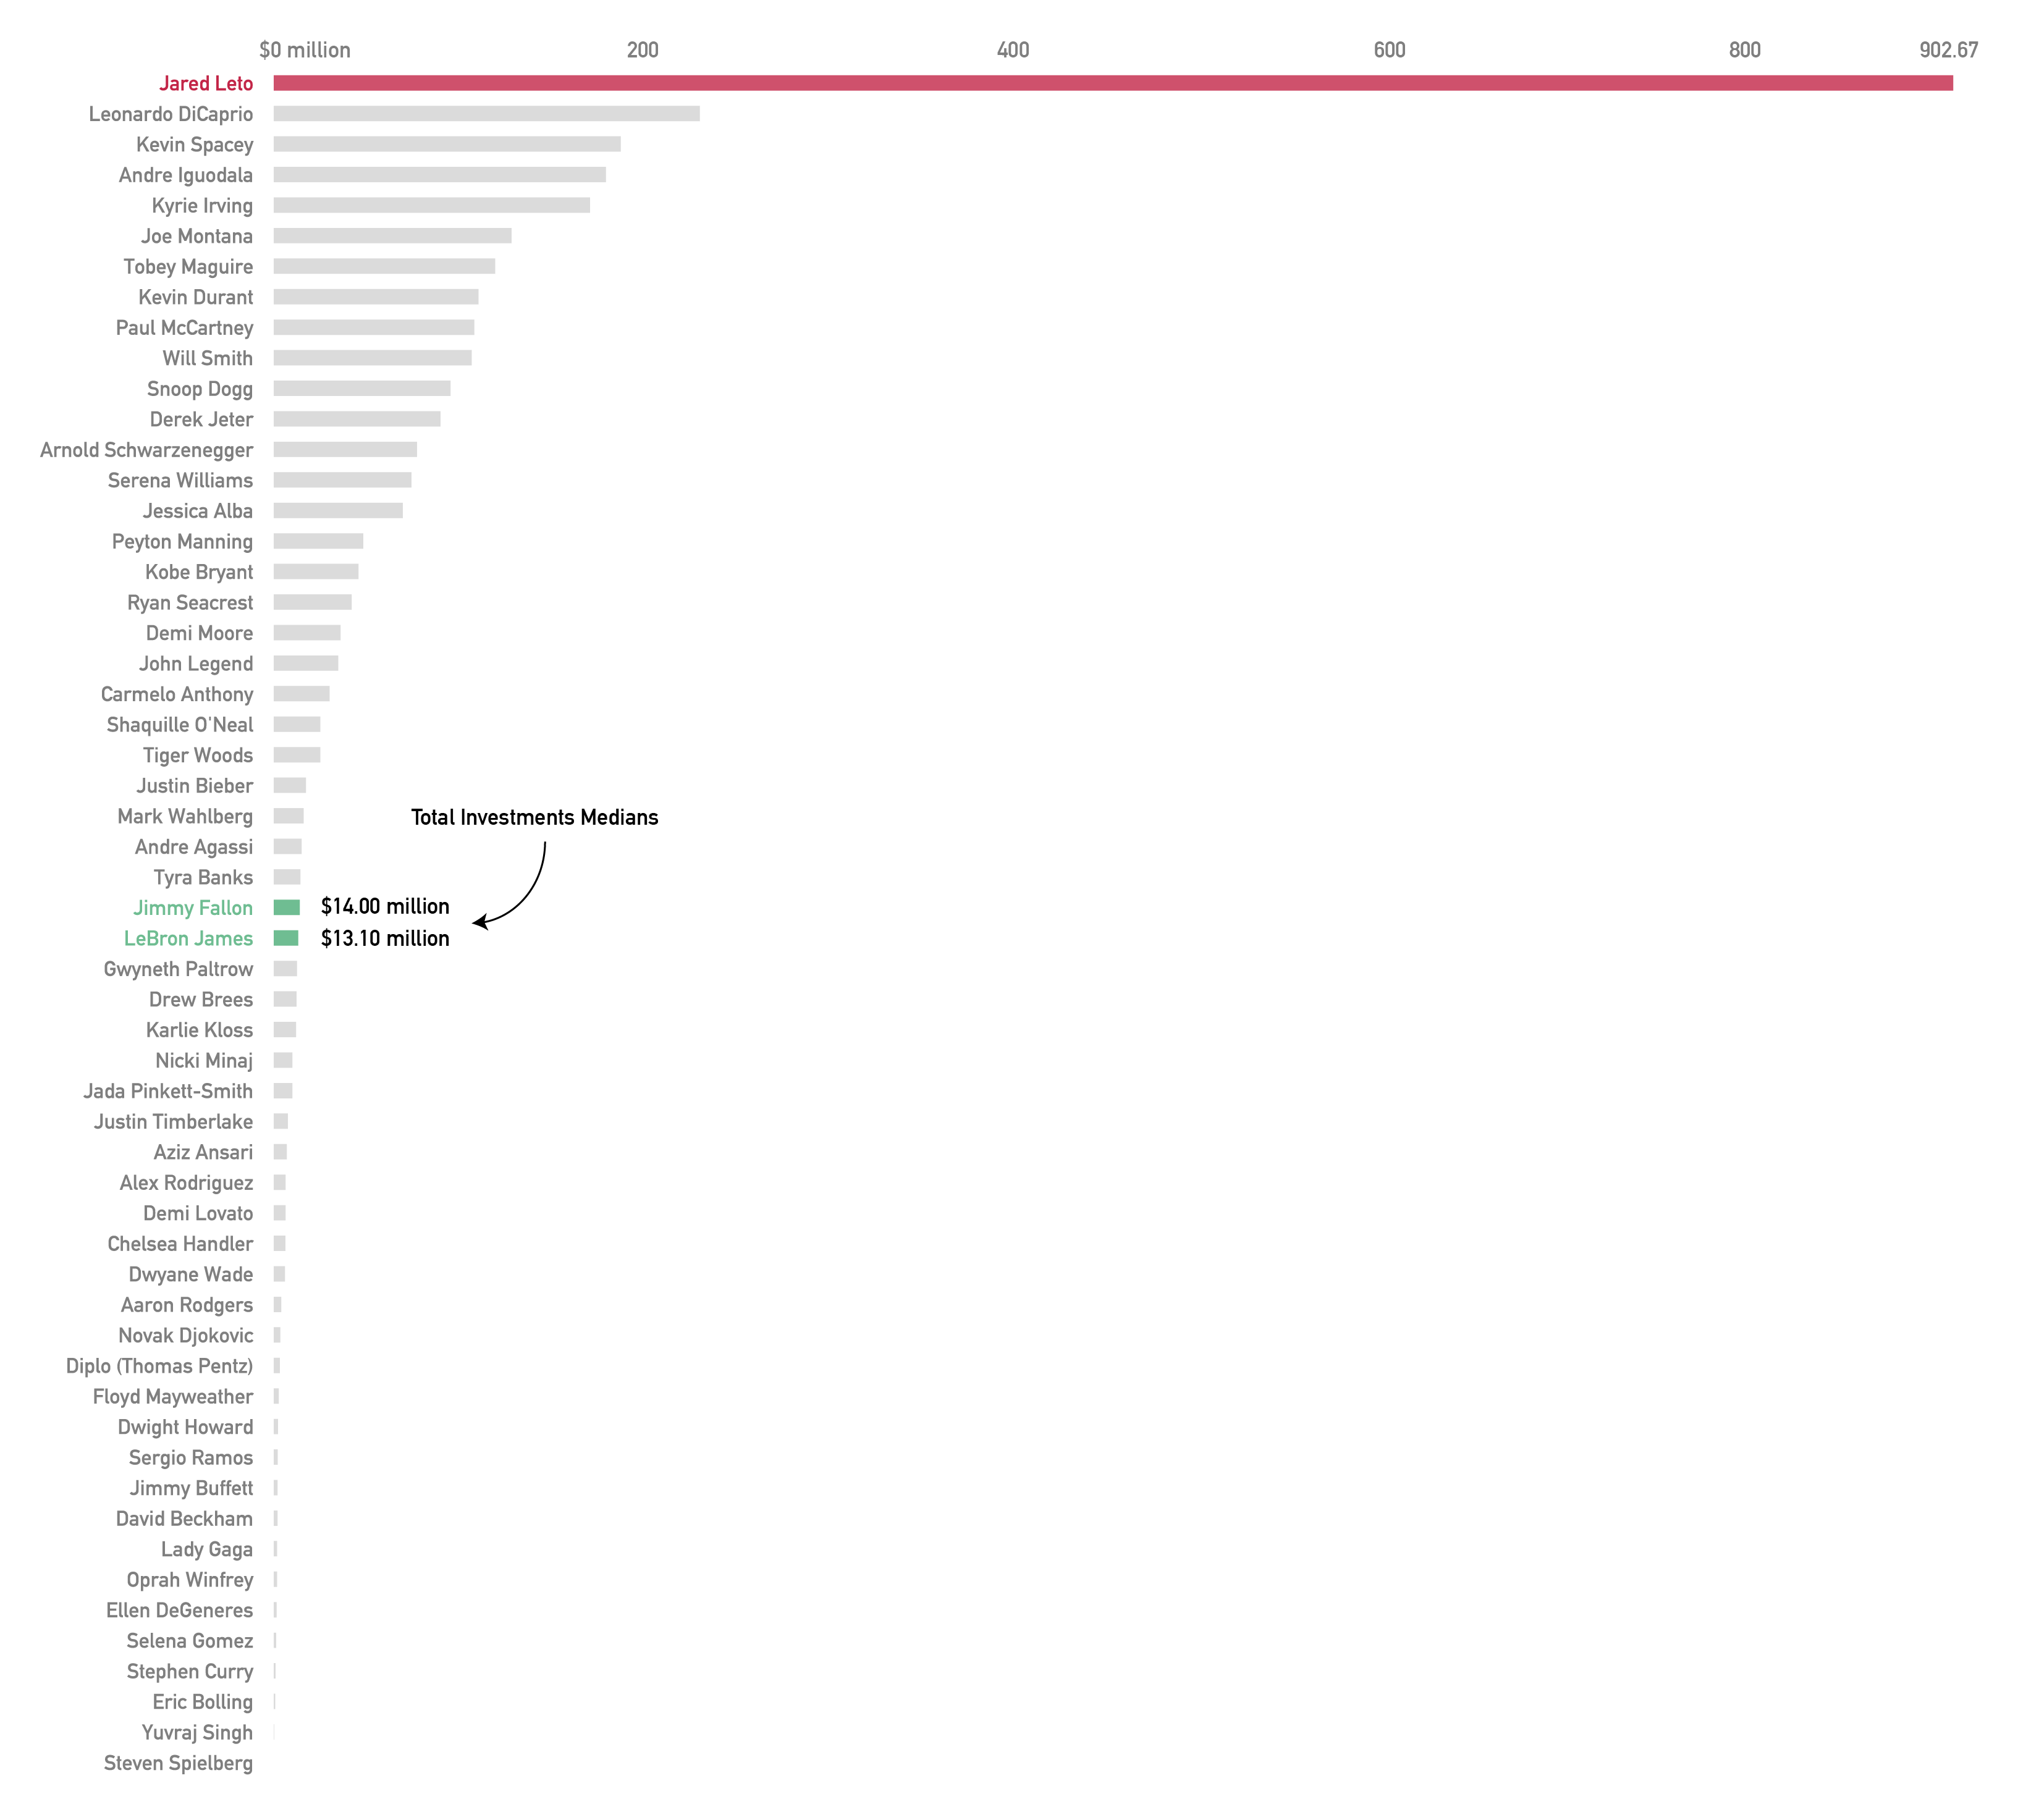 $0 million 200 400 600 800 902.67
Jared Leto
Leonardo DiCaprio
Kevin Spacey
Andre Iguodala
Kyrie Irving
Joe Montana
Tobey Maguire
Kevin Durant
Paul McCartney
Will Smith
Snoop Dogg
Derek Jeter
Arnold Schwarzenegger
Serena Williams
Jessica Alba
Peyton Manning
Kobe Bryant
Ryan Seacrest
Demi Moore
John Legend
Carmelo Anthony
Shaquille O'Neal
Tiger Woods
Justin Bieber
Mark Wahlberg
Total Investments Medians
Andre Agassi
Tyra Banks
Jimmy Fallon $14.00 million
LeBron James $13.10 million
Gwyneth Paltrow
Drew Brees
Karlie Kloss
Nicki Minaj
Jada Pinkett-Smith
Justin Timberlake
Aziz Ansari
Alex Rodriguez
Demi Lovato
Chelsea Handler
Dwyane Wade
Aaron Rodgers
Novak Djokovic
Diplo (Thomas Pentz)
Floyd Mayweather
Dwight Howard
Sergio Ramos
Jimmy Buffett
David Beckham
Lady Gaga
Oprah Winfrey
Ellen DeGeneres
Selena Gomez
Stephen Curry
Eric Bolling
Yuvraj Singh
Steven Spielberg